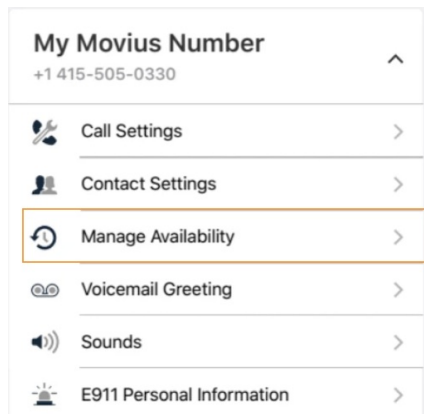 My Movius Number
+1 415-505-0330
Call Settings
Contact Settings
Manage Availability
Voicemail Greeting
Sounds
E911 Personal Information